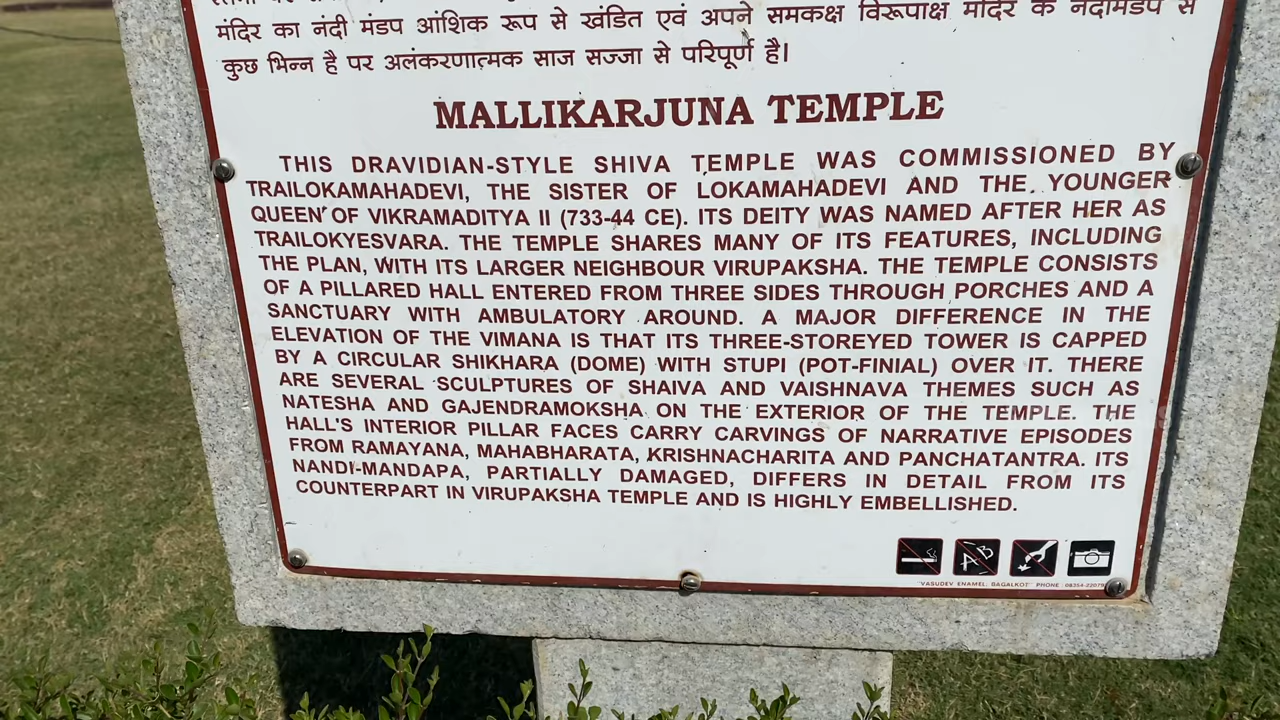 मंदिर का नंदी मंडप आंशिक रूप से खंडित एवं अपने समकक्ष विरूपाक्ष मंदिर के नंदीमंडप से
कुछ भिन्न है पर अलंकरणात्मक साज सज्जा से परिपूर्ण है।
MALLIKARJUNA TEMPLE
THIS DRAVIDIAN-STYLE SHIVA TEMPLE WAS COMMISSIONED BY
TRAILOKAMAHADEVI, THE SISTER OF LOKAMAHADEVI AND THE YOUNGER
QUEEN OF VIKRAMADITYA II (733-44 CE). ITS DEITY WAS NAMED AFTER HER AS
TRAILOKYESVARA. THE TEMPLE SHARES MANY OF ITS FEATURES, INCLUDING
THE PLAN, WITH ITS LARGER NEIGHBOUR VIRUPAKSHA. THE TEMPLE CONSISTS
OF A PILLARED HALL ENTERED FROM THREE SIDES THROUGH PORCHES AND A
SANCTUARY WITH AMBULATORY AROUND. A MAJOR DIFFERENCE IN THE
ELEVATION OF THE VIMANA IS THAT ITS THREE-STOREYED TOWER IS CAPPED
BY A CIRCULAR SHIKHARA (DOME) WITH STUPI (POT-FINIAL) OVER IT. THERE
ARE SEVERAL SCULPTURES OF SHAIVA AND VAISHNAVA THEMES SUCH AS
NATESHA AND GAJENDRAMOKSHA ON THE EXTERIOR OF THE TEMPLE. THE
HALL'S INTERIOR PILLAR FACES CARRY CARVINGS OF NARRATIVE EPISODES
FROM RAMAYANA, MAHABHARATA, KRISHNACHARITA AND PANCHATANTRA. ITS
NANDI-MANDAPA, PARTIALLY DAMAGED, DIFFERS IN DETAIL FROM ITS
COUNTERPART IN VIRUPAKSHA TEMPLE AND IS HIGHLY EMBELLISHED.
AB
"VASUDEV ENAMEL, BAGALKOT" PHONE